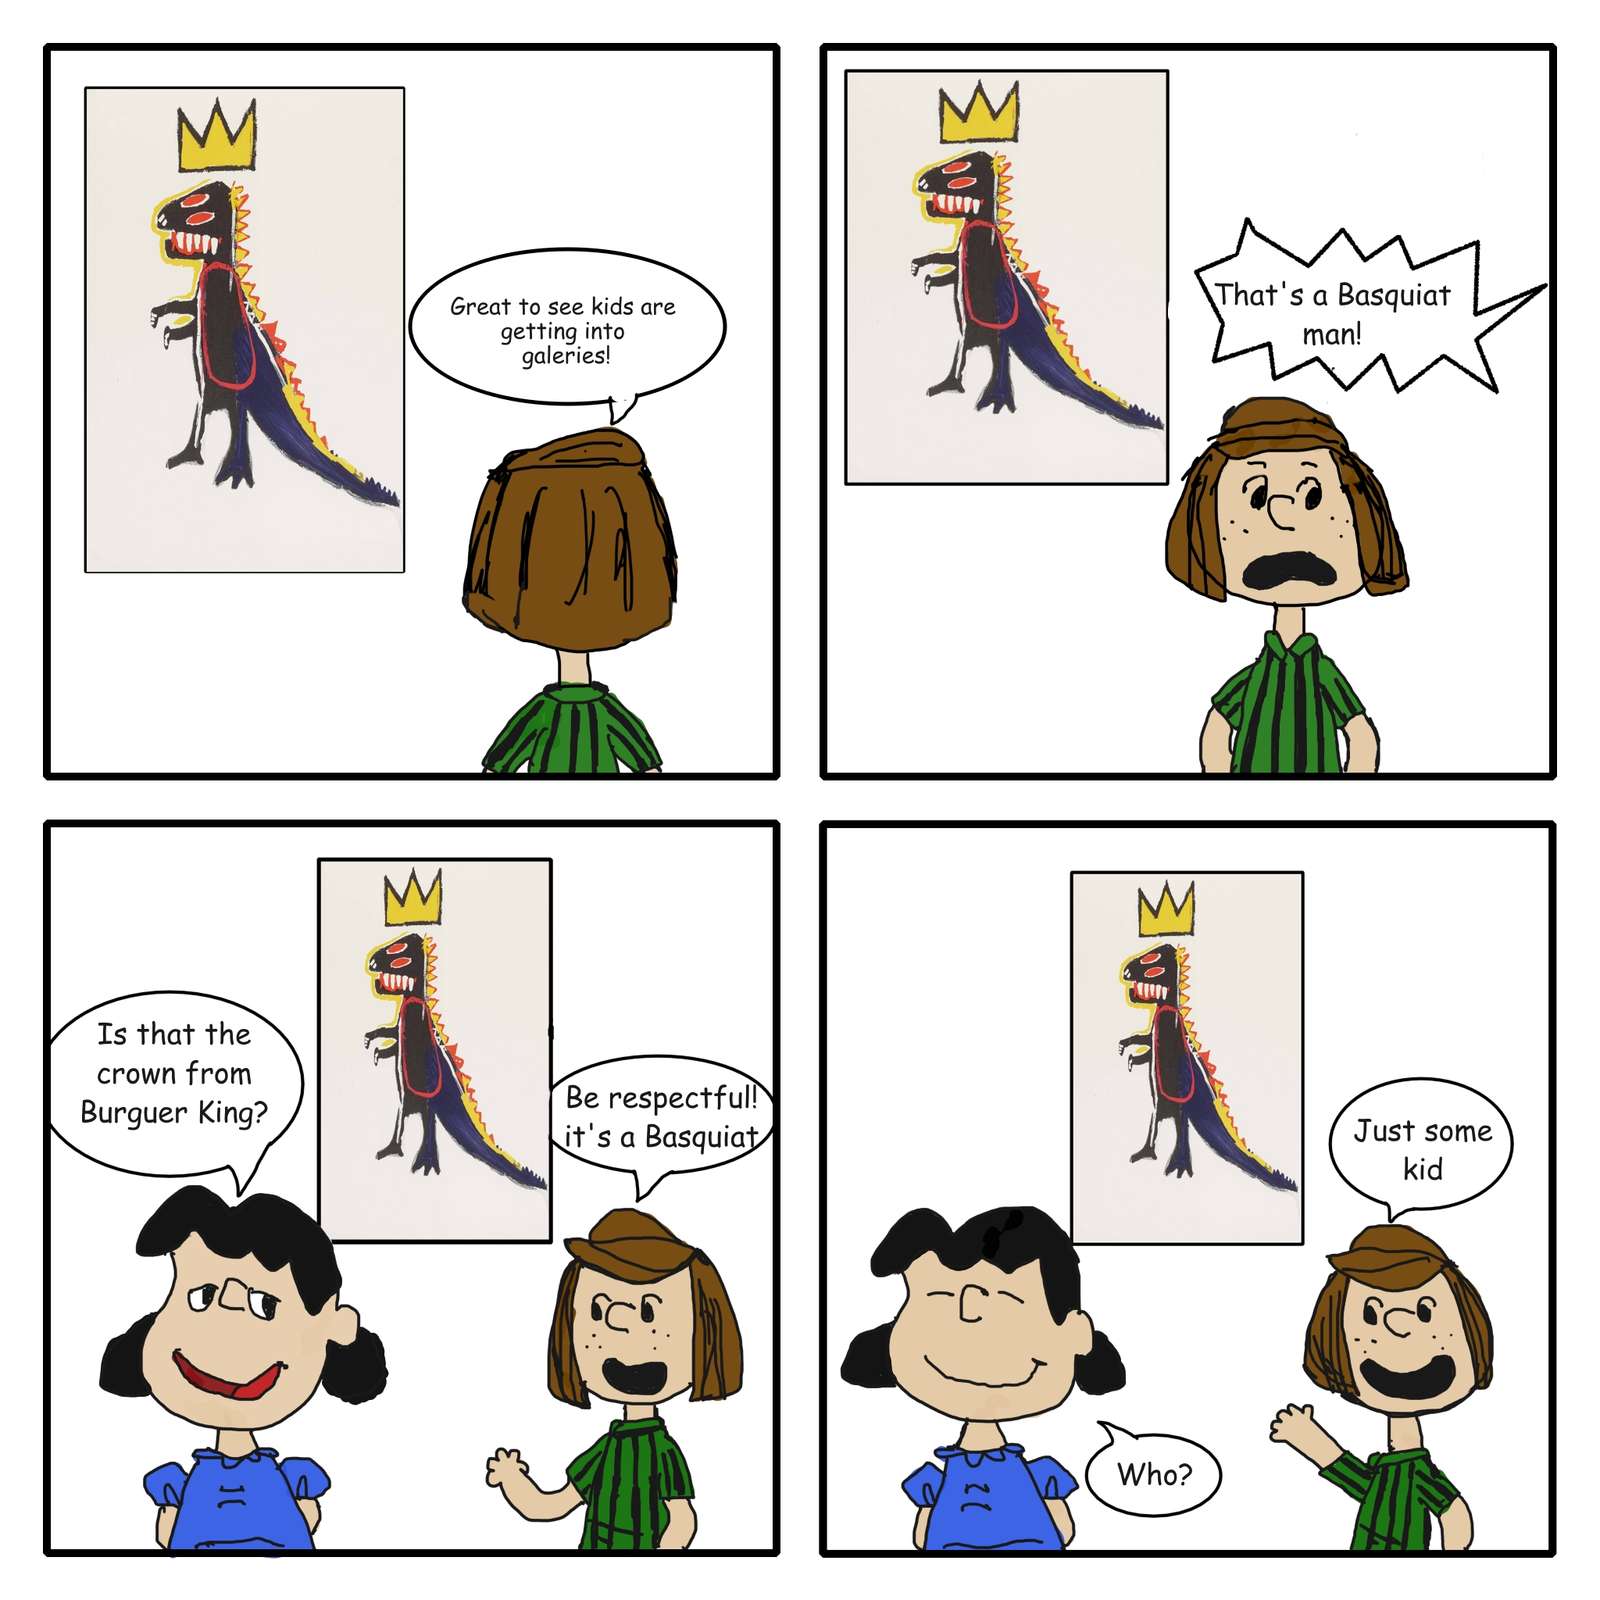 Great to see kids are
getting into
galeries!
That's a Basquiat
man!
Is that the
crown from
Burguer King?
Be respectful!
it's a Basquiat
Who?
Just some
kid